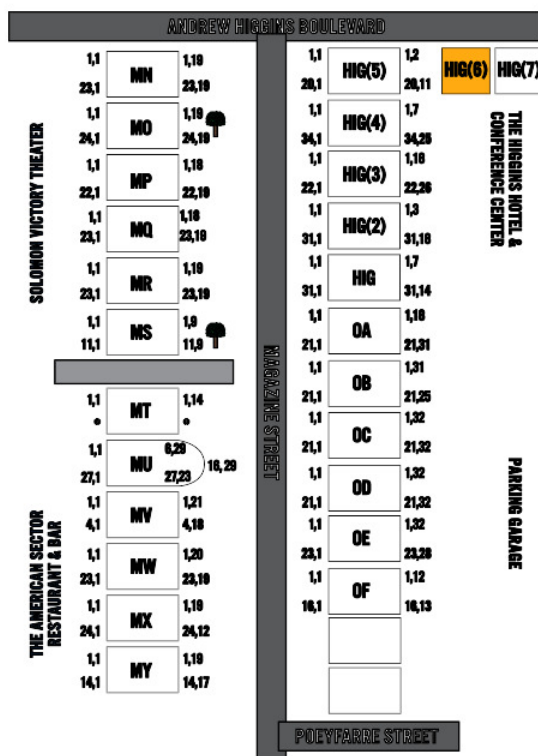 ANDREW HIGGINS BOULEVARD
1,1 MN 1,19
23,1 23,19
1,1 MO 1,19
24,1 24,19
1,1 MP 1,18
22,1 22,19
1,1 MQ 1,18
23,1 23,19
1,1 MR 1,19
23,1 23,19
1,1 MS 1,9
11,1 11,9
1,1 MT 1,14
1,1 MU 6,29
18,29
27,1 27,23
1,1 MV 1,21
4,1 4,18
1,1 MW 1,20
23,1 23,19
1,1 MX 1,19
24,1 24,12
1,1 MY 1,19
14,1 14,17
SOLOMON VICTORY THEATER
THE AMERICAN SECTOR
RESTAURANT & BAR
MAGAZINE STREET
1,1 HIG(5) 1,2
20,1 20,11
HIG(6)
HIG(7)
1,1 HIG(4) 1,7
34,1 34,25
1,1 HIG(3) 1,16
22,1 22,26
1,1 HIG(2) 1,3
31,1 31,16
1,1 HIG 1,7
31,1 31,14
1,1 OA 1,16
21,1 21,31
1,1 OB 1,31
21,1 21,25
1,1 OC 1,32
21,1 21,32
1,1 OD 1,32
21,1 21,32
1,1 OE 1,32
23,1 23,28
1,1 OF 1,12
16,1 16,13
THE HIGGINS HOTEL &
CONFERENCE CENTER
PARKING GARAGE
POEYFARRE STREET